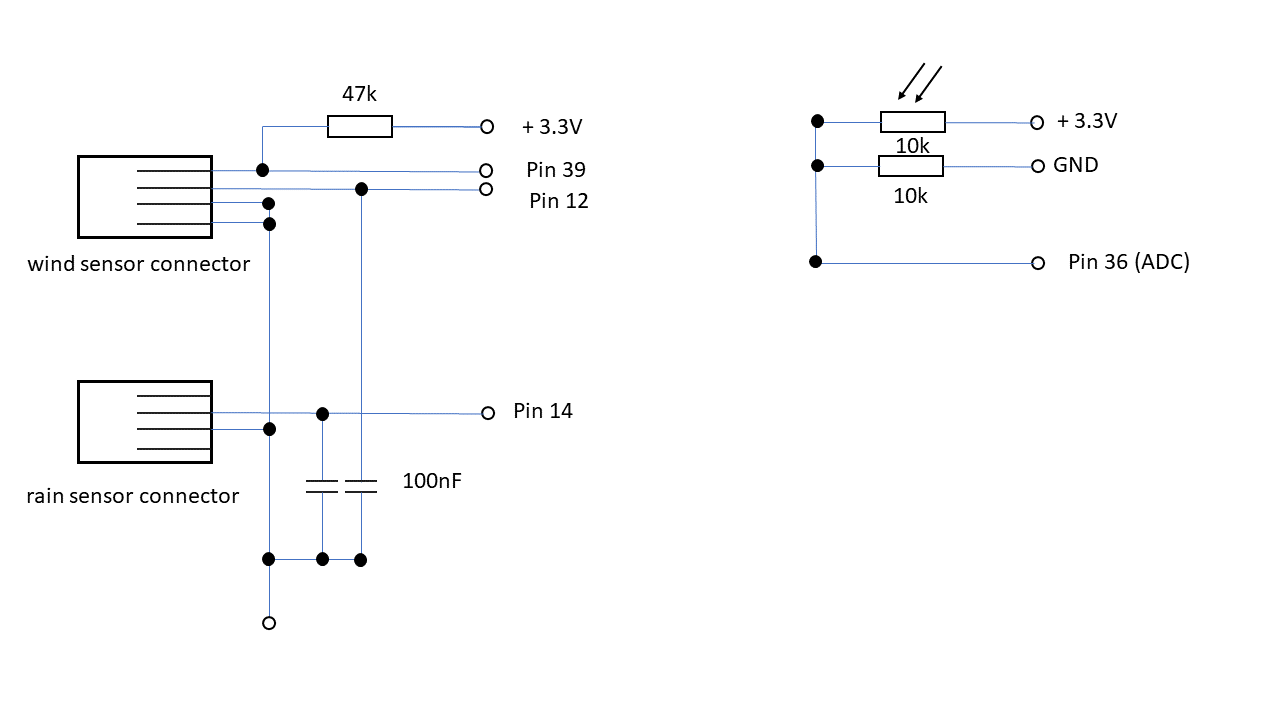 47k
+ 3.3V
Pin 39
Pin 12
wind sensor connector
Pin 14
rain sensor connector
100nF
+ 3.3V
10k
GND
10k
Pin 36 (ADC)